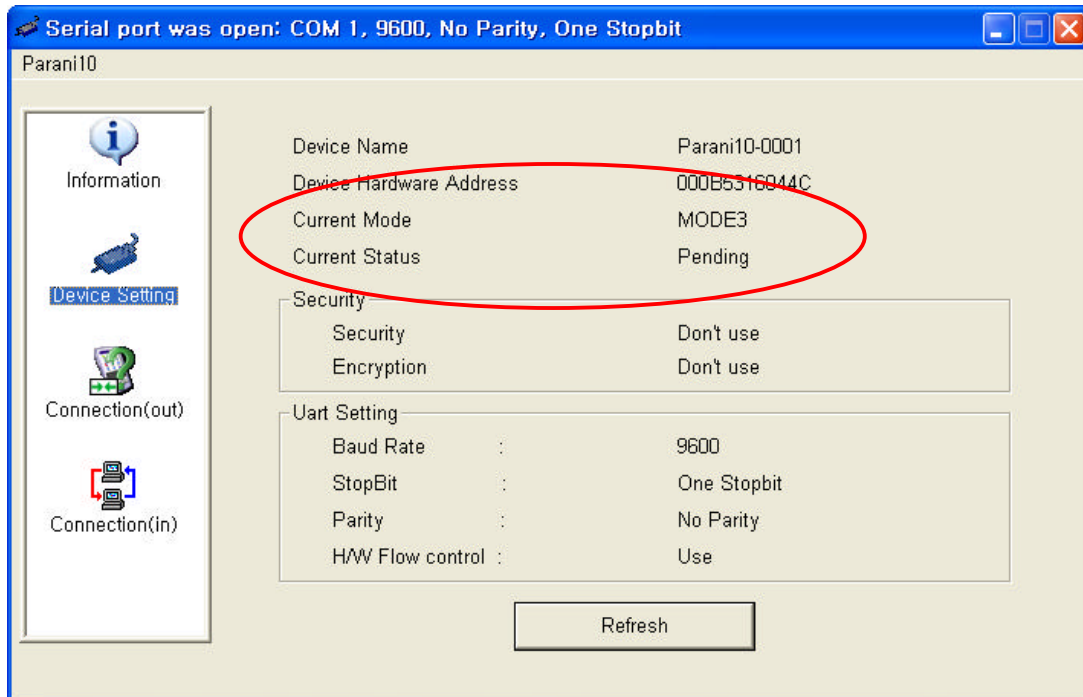 Serial port was open: COM 1, 9600, No Parity, One Stopbit
Parani10
Information
Device Setting
Connection(out)
Connection(in)
Device Name Parani10-0001
Device Hardware Address
Current Mode MODE3
Current Status Pending
Security
Security Don't use
Encryption Don't use
Uart Setting
Baud Rate : 9600
StopBit : One Stopbit
Parity : No Parity
H/W Flow control : Use
Refresh